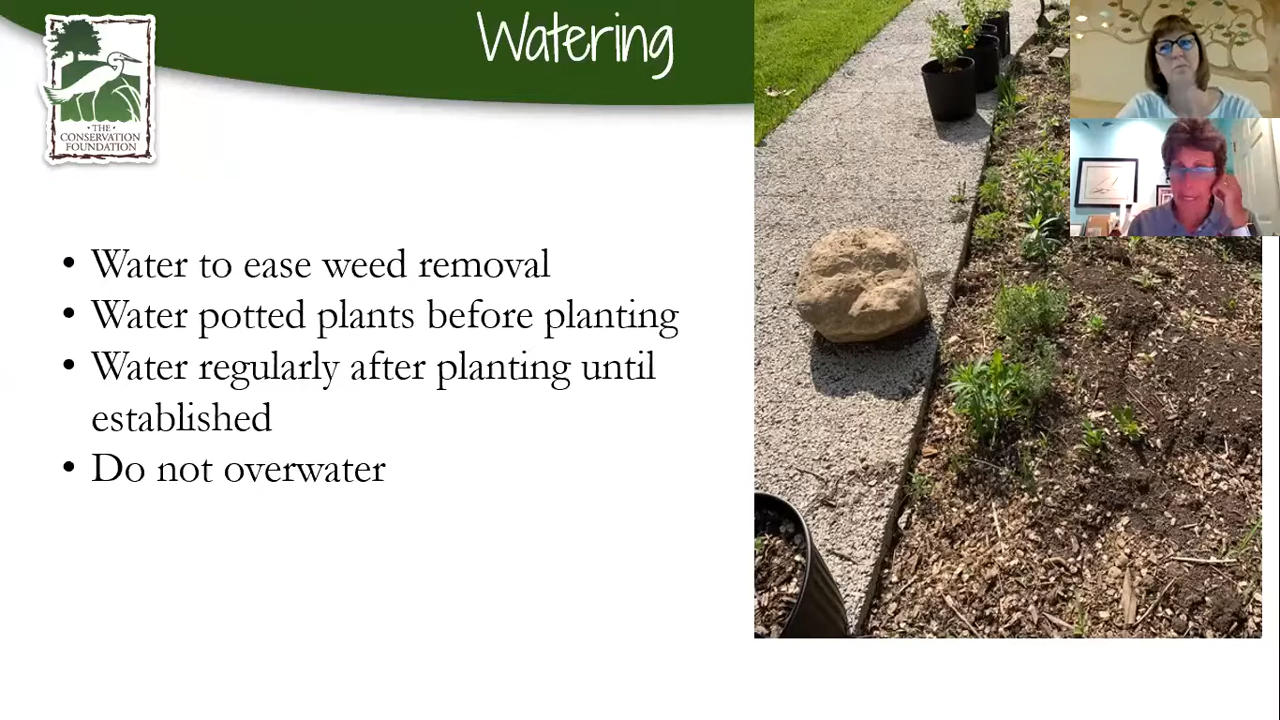 Watering
• THE •
CONSERVATION
FOUNDATION
• Water to ease weed removal
• Water potted plants before planting
• Water regularly after planting until
established
• Do not overwater